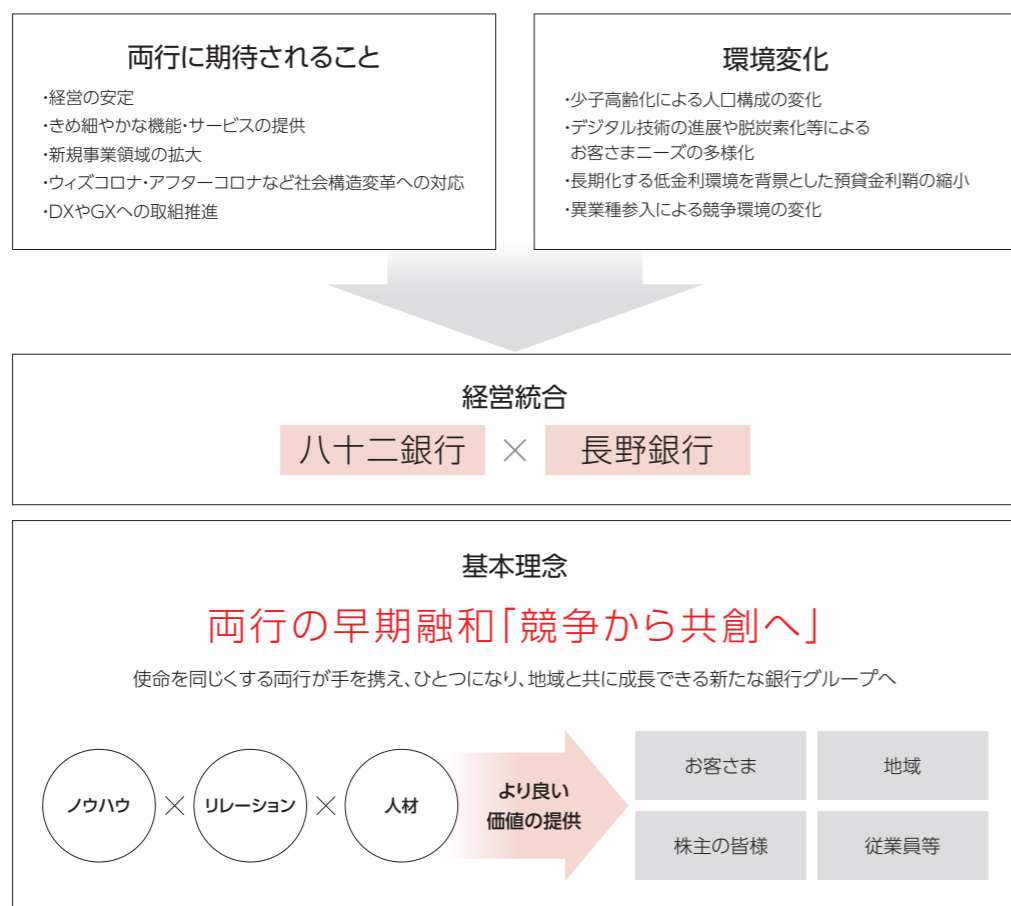 両行に期待されること
・経営の安定
・きめ細やかな機能・サービスの提供
・新規事業領域の拡大
・ウィズコロナ・アフターコロナなど社会構造変革への対応
・DXやGXへの取組推進
環境変化
・少子高齢化による人口構成の変化
・デジタル技術の進展や脱炭素化等による
お客さまニーズの多様化
・長期化する低金利環境を背景とした預貸金利鞘の縮小
・異業種参入による競争環境の変化
経営統合
八十二銀行 × 長野銀行
基本理念
両行の早期融和「競争から共創へ」
使命を同じくする両行が手を携え、ひとつになり、地域と共に成長できる新たな銀行グループへ
ノウハウ × リレーション × 人材
より良い
価値の提供
お客さま
地域
株主の皆様
従業員等